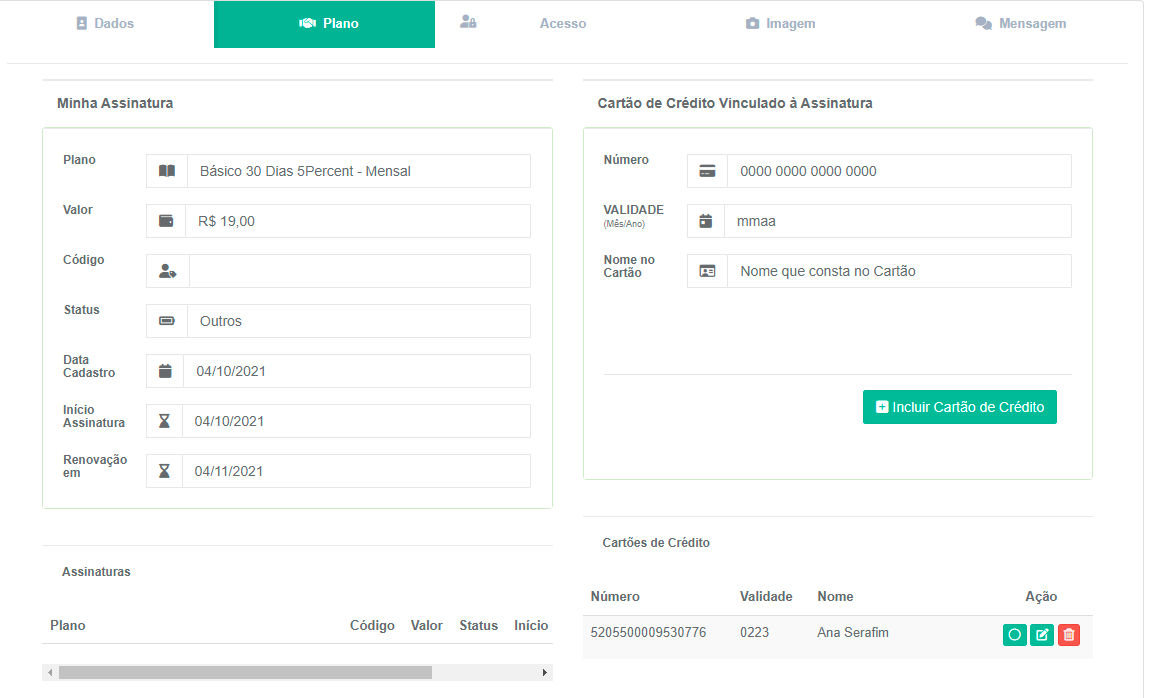 Dados
Plano
Acesso
Imagem
Mensagem
Minha Assinatura
Plano
Básico 30 Dias 5Percent - Mensal
Valor
R$ 19,00
Código
Status
Outros
Data
Cadastro
04/10/2021
Início
Assinatura
04/10/2021
Renovação
em
04/11/2021
Assinaturas
Plano Código Valor Status Início
Cartão de Crédito Vinculado à Assinatura
Número
0000 0000 0000 0000
VALIDADE
(Mês/Ano)
mmaa
Nome no
Cartão
Nome que consta no Cartão
Incluir Cartão de Crédito
Cartões de Crédito
Número Validade Nome Ação
5205500009530776 0223 Ana Serafim